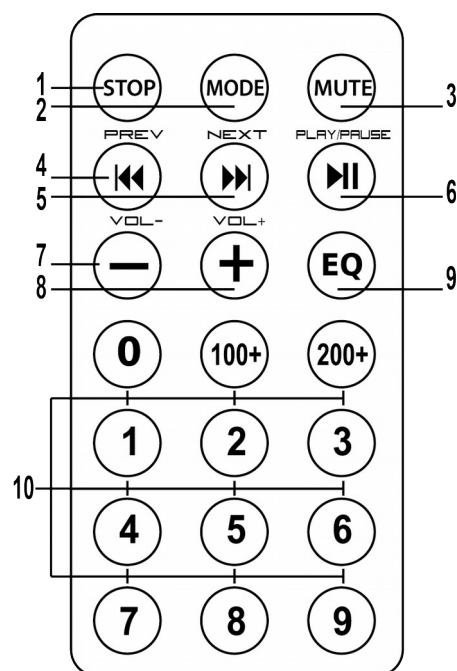 1 STOP MODE MUTE 3
2
PREV NEXT PLAY/PAUSE
4
5 6
VOL- VOL+
7 EQ
8 9
0 100+ 200+
1 2 3
10
4 5 6
7 8 9